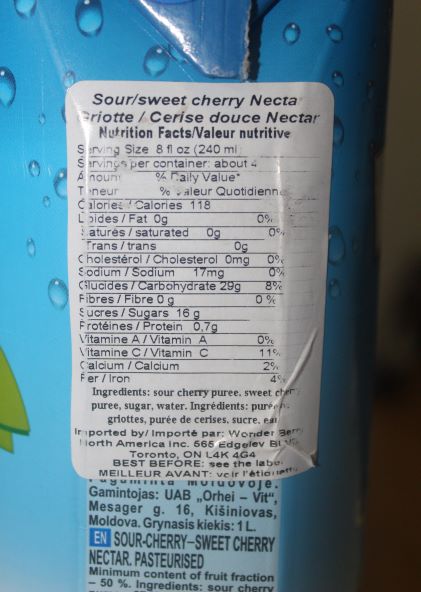 Sour/sweet cherry Necta
Griotte / Cerise douce Nectar
Nutrition Facts/Valeur nutritive
Serving Size 8 fl oz (240 ml
Servings per container: about 4
Amount % Daily Value*
Teneur % valeur Quotidienne
Calories / Calories 118
Lipides / Fat 0g 0%
Saturés / saturated 0g 0%
Trans / trans 0g
Cholestérol / Cholesterol 0mg 0%
Sodium / Sodium 17mg 0%
Glucides / Carbohydrate 29g 8%
Fibres / Fibre 0 g 0 %
Sucres / Sugars 16 g
Protéines / Protein 0,7g
Vitamine A / Vitamin A 0%
Vitamine C / Vitamin C 11%
Calcium / Calcium 2%
Fer / Iron 4%
Ingredients: sour cherry puree, sweet cherry
puree, sugar, water. Ingrédients: purée
griottes, purée de cerises, sucre, eau
Imported by/ Importé par: Wonder Berry
North America Inc. 565 Edgeley
Toronto, ON L4K 4G4
BEST BEFORE: see the label
MEILLEUR AVANT: voir l'étiquette
Pagaminta Moldovoje.
Gamintojas: UAB „Orhei – Vit“,
Mesager g. 16, Kišiniovas,
Moldova. Grynasis kiekis: 1 L.
EN SOUR-CHERRY–SWEET CHERRY
NECTAR. PASTEURISED
Minimum content of fruit fraction
– 50 %. Ingredients: sour cherry